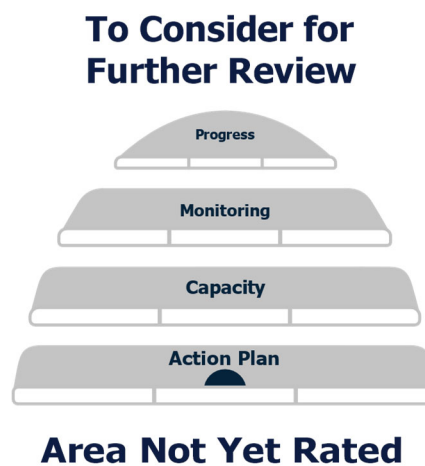 To Consider for
Further Review
Progress
Monitoring
Capacity
Action Plan
Area Not Yet Rated